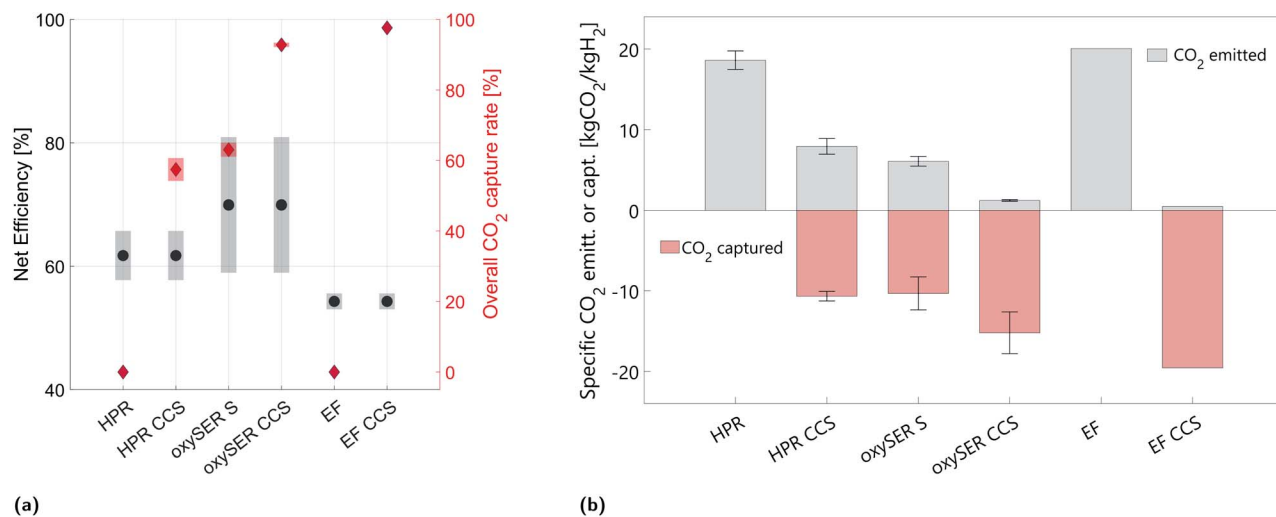 100
80
60
40
Net Efficiency [%]
100
80
60
40
20
0
Overall CO2 capture rate [%]
HPR
HPR CCS
oxySER S
oxySER CCS
EF
EF CCS
(a)
Specific CO2 emitt. or capt. [kgCO2/kgH2]
20
10
0
-10
-20
CO2 emitted
CO2 captured
HPR
HPR CCS
oxySER S
oxySER CCS
EF
EF CCS
(b)